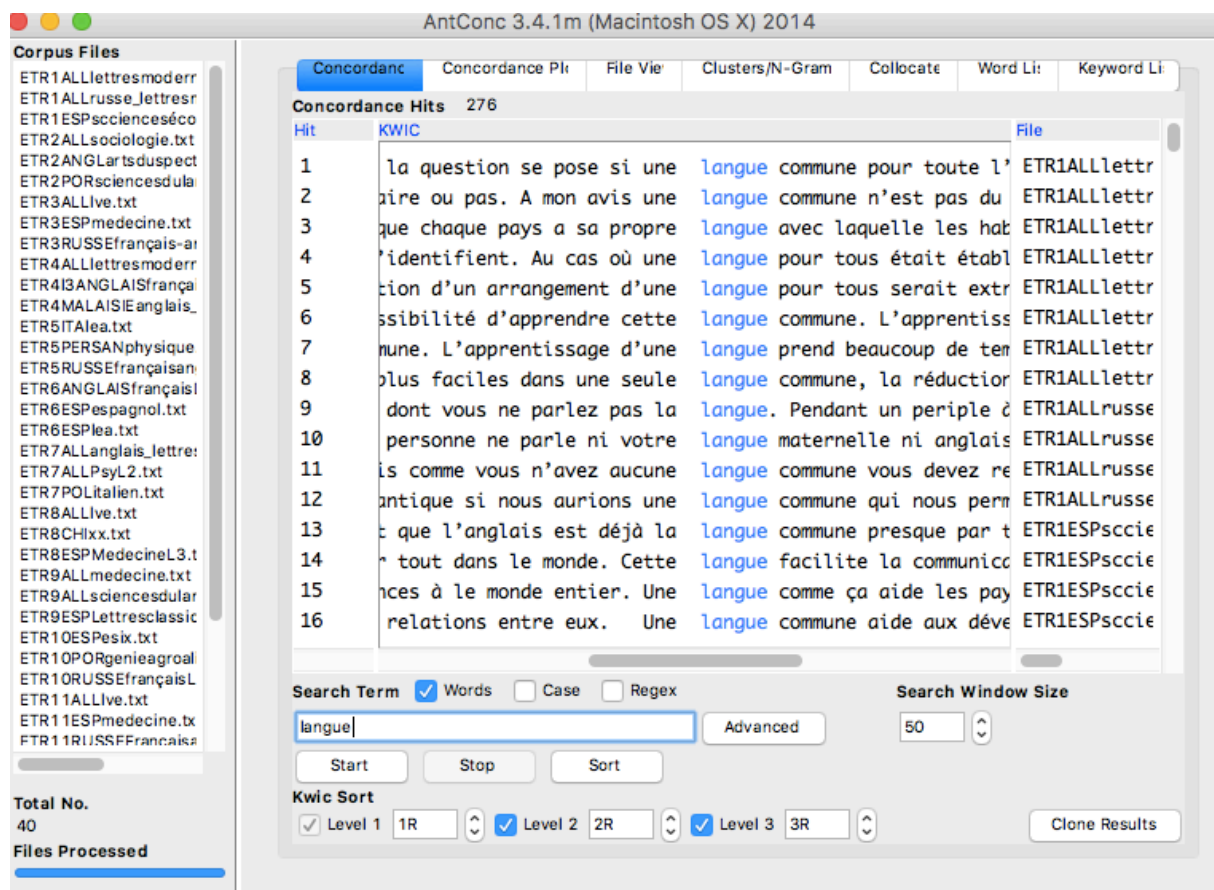 AntConc 3.4.1m (Macintosh OS X) 2014
Corpus Files
ETR1ALLlettresmoderr
ETR1ALLrusse_lettresr
ETR1ESPsccienceséco
ETR2ALLsociologie.txt
ETR2ANGLartsduspect
ETR2PORsciencesdula
ETR3ALLlve.txt
ETR3ESPmedecine.txt
ETR3RUSSEfrançais-ar
ETR4ALLlettresmoderr
ETR4I3ANGLAISfrançai
ETR4MALAISIEanglais_
ETR5ITAlea.txt
ETR5PERSANphysique
ETR5RUSSEfrançaisan
ETR6ANGLAISfrançaisl
ETR6ESPespagnol.txt
ETR6ESPlea.txt
ETR7ALLanglais_lettre:
ETR7ALLPsyL2.txt
ETR7POLitalien.txt
ETR8ALLlve.txt
ETR8CHIxx.txt
ETR8ESPMedecineL3.t
ETR9ALLmedecine.txt
ETR9ALLsciencesdular
ETR9ESPLettresclassic
ETR10ESPesix.txt
ETR10PORgenieagroali
ETR10RUSSEfrançaisL
ETR11ALLlve.txt
ETR11ESPmedecine.tx
ETR11RUSSEFrancaisa
Total No.
40
Files Processed
Concordanc Concordance Plo File Vie Clusters/N-Gram Collocate Word Li Keyword Li
Concordance Hits 276
Hit KWIC File
1 la question se pose si une langue commune pour toute l' ETR1ALLlettr
2 aire ou pas. A mon avis une langue commune n'est pas du ETR1ALLlettr
3 que chaque pays a sa propre langue avec laquelle les hab ETR1ALLlettr
4 'identifient. Au cas où une langue pour tous était établ ETR1ALLlettr
5 tion d'un arrangement d'une langue pour tous serait extr ETR1ALLlettr
6 ssibilité d'apprendre cette langue commune. L'apprentiss ETR1ALLlettr
7 mune. L'apprentissage d'une langue prend beaucoup de tem ETR1ALLlettr
8 plus faciles dans une seule langue commune, la réduction ETR1ALLlettr
9 dont vous ne parlez pas la langue. Pendant un periple à ETR1ALLrusse
10 personne ne parle ni votre langue maternelle ni anglais ETR1ALLrusse
11 is comme vous n'avez aucune langue commune vous devez re ETR1ALLrusse
12 antique si nous aurions une langue commune qui nous perm ETR1ALLrusse
13 t que l'anglais est déjà la langue commune presque par t ETR1ESPsccie
14 r tout dans le monde. Cette langue facilite la communica ETR1ESPsccie
15 nces à le monde entier. Une langue comme ça aide les pay ETR1ESPsccie
16 relations entre eux. Une langue commune aide aux déve ETR1ESPsccie
Search Term Words Case Regex Search Window Size
langue Advanced 50
Start Stop Sort
Kwic Sort
Level 1 1R Level 2 2R Level 3 3R Clone Results